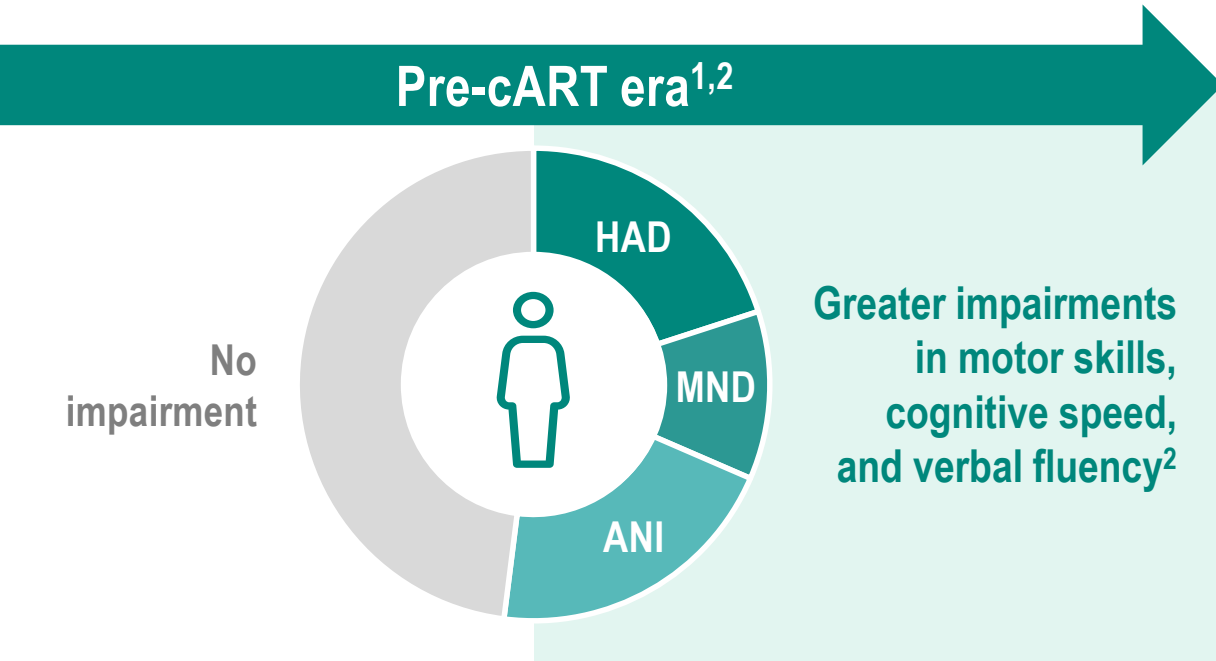 Pre-cART era1,2
HAD
MND
ANI
No
impairment
Greater impairments
in motor skills,
cognitive speed,
and verbal fluency2